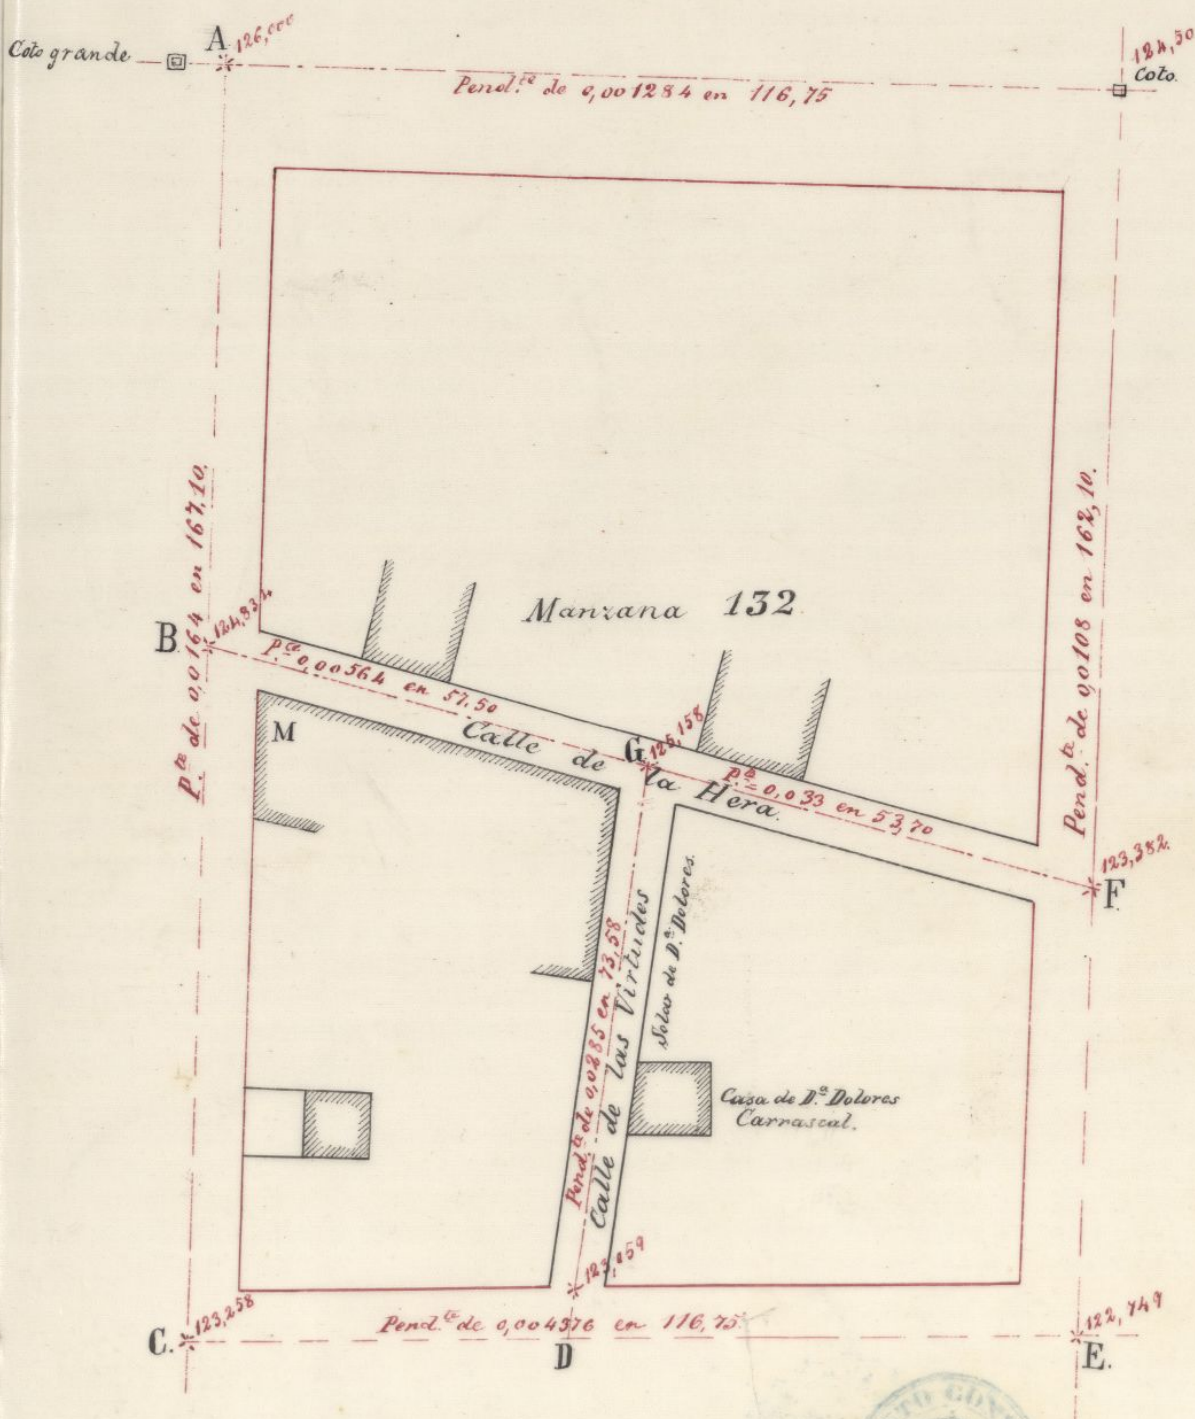 Coto grande
A
126,000
124,50
Coto.
Pend.te de 0,001284 en 116,75
P.te de 0,0164 en 167,10.
Pend.te de 0,0108 en 162,10.
Manzana 132
B.
124,834
P.te 0,00564 en 57,50
M
Calle de la Hera.
G.
125,158
P.te = 0,033 en 53,70
123,382.
F.
Solar de D.ª Dolores.
Pend.te de 0,0285 en 73,58
Calle de las Virtudes
Casa de D.ª Dolores
Carrascal.
123,059
C.
123,258
Pend.te de 0,004376 en 116,75
D
122,749
E.